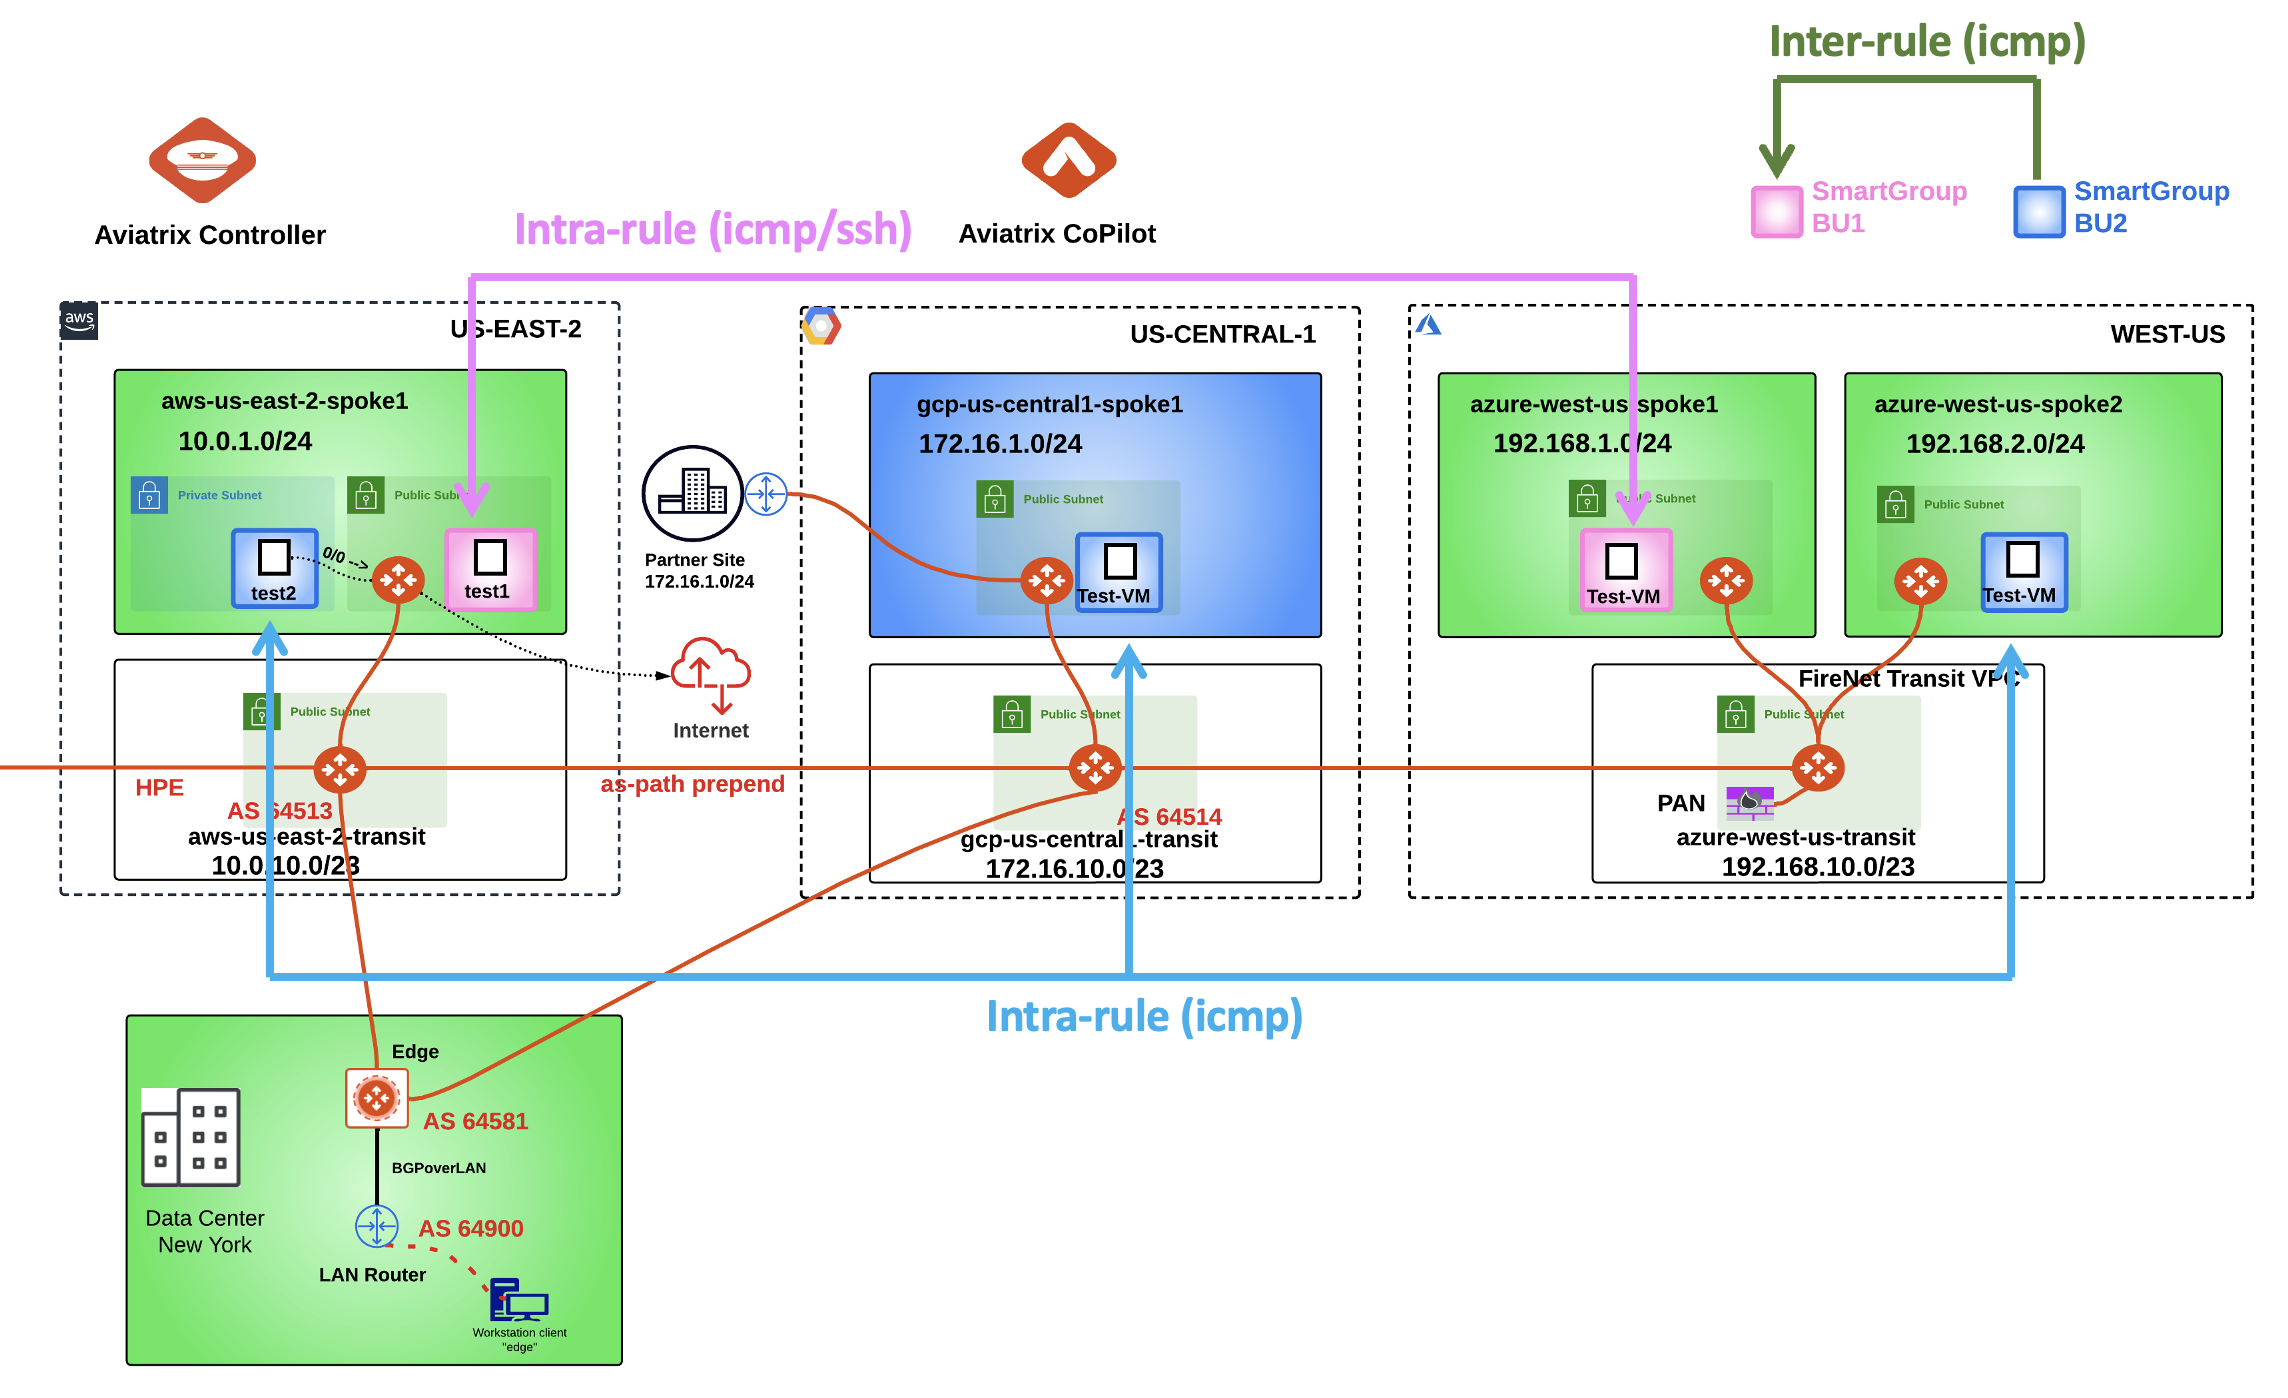 Inter-rule (icmp)
SmartGroup
BU1
SmartGroup
BU2
Aviatrix Controller
Intra-rule (icmp/ssh)
Aviatrix CoPilot
aws
US-EAST-2
US-CENTRAL-1
WEST-US
aws-us-east-2-spoke1
10.0.1.0/24
Private Subnet
Public Subnet
0/0 -->
test2
test1
Partner Site
172.16.1.0/24
Internet
gcp-us-central1-spoke1
172.16.1.0/24
Public Subnet
Test-VM
azure-west-us-spoke1
192.168.1.0/24
Public Subnet
Test-VM
azure-west-us-spoke2
192.168.2.0/24
Public Subnet
Test-VM
Public Subnet
HPE
AS 64513
aws-us-east-2-transit
10.0.10.0/23
as-path prepend
Public Subnet
AS 64514
gcp-us-central1-transit
172.16.10.0/23
FireNet Transit VPC
Public Subnet
PAN
azure-west-us-transit
192.168.10.0/23
Intra-rule (icmp)
Edge
AS 64581
BGPoverLAN
Data Center
New York
AS 64900
LAN Router
Workstation client
"edge"